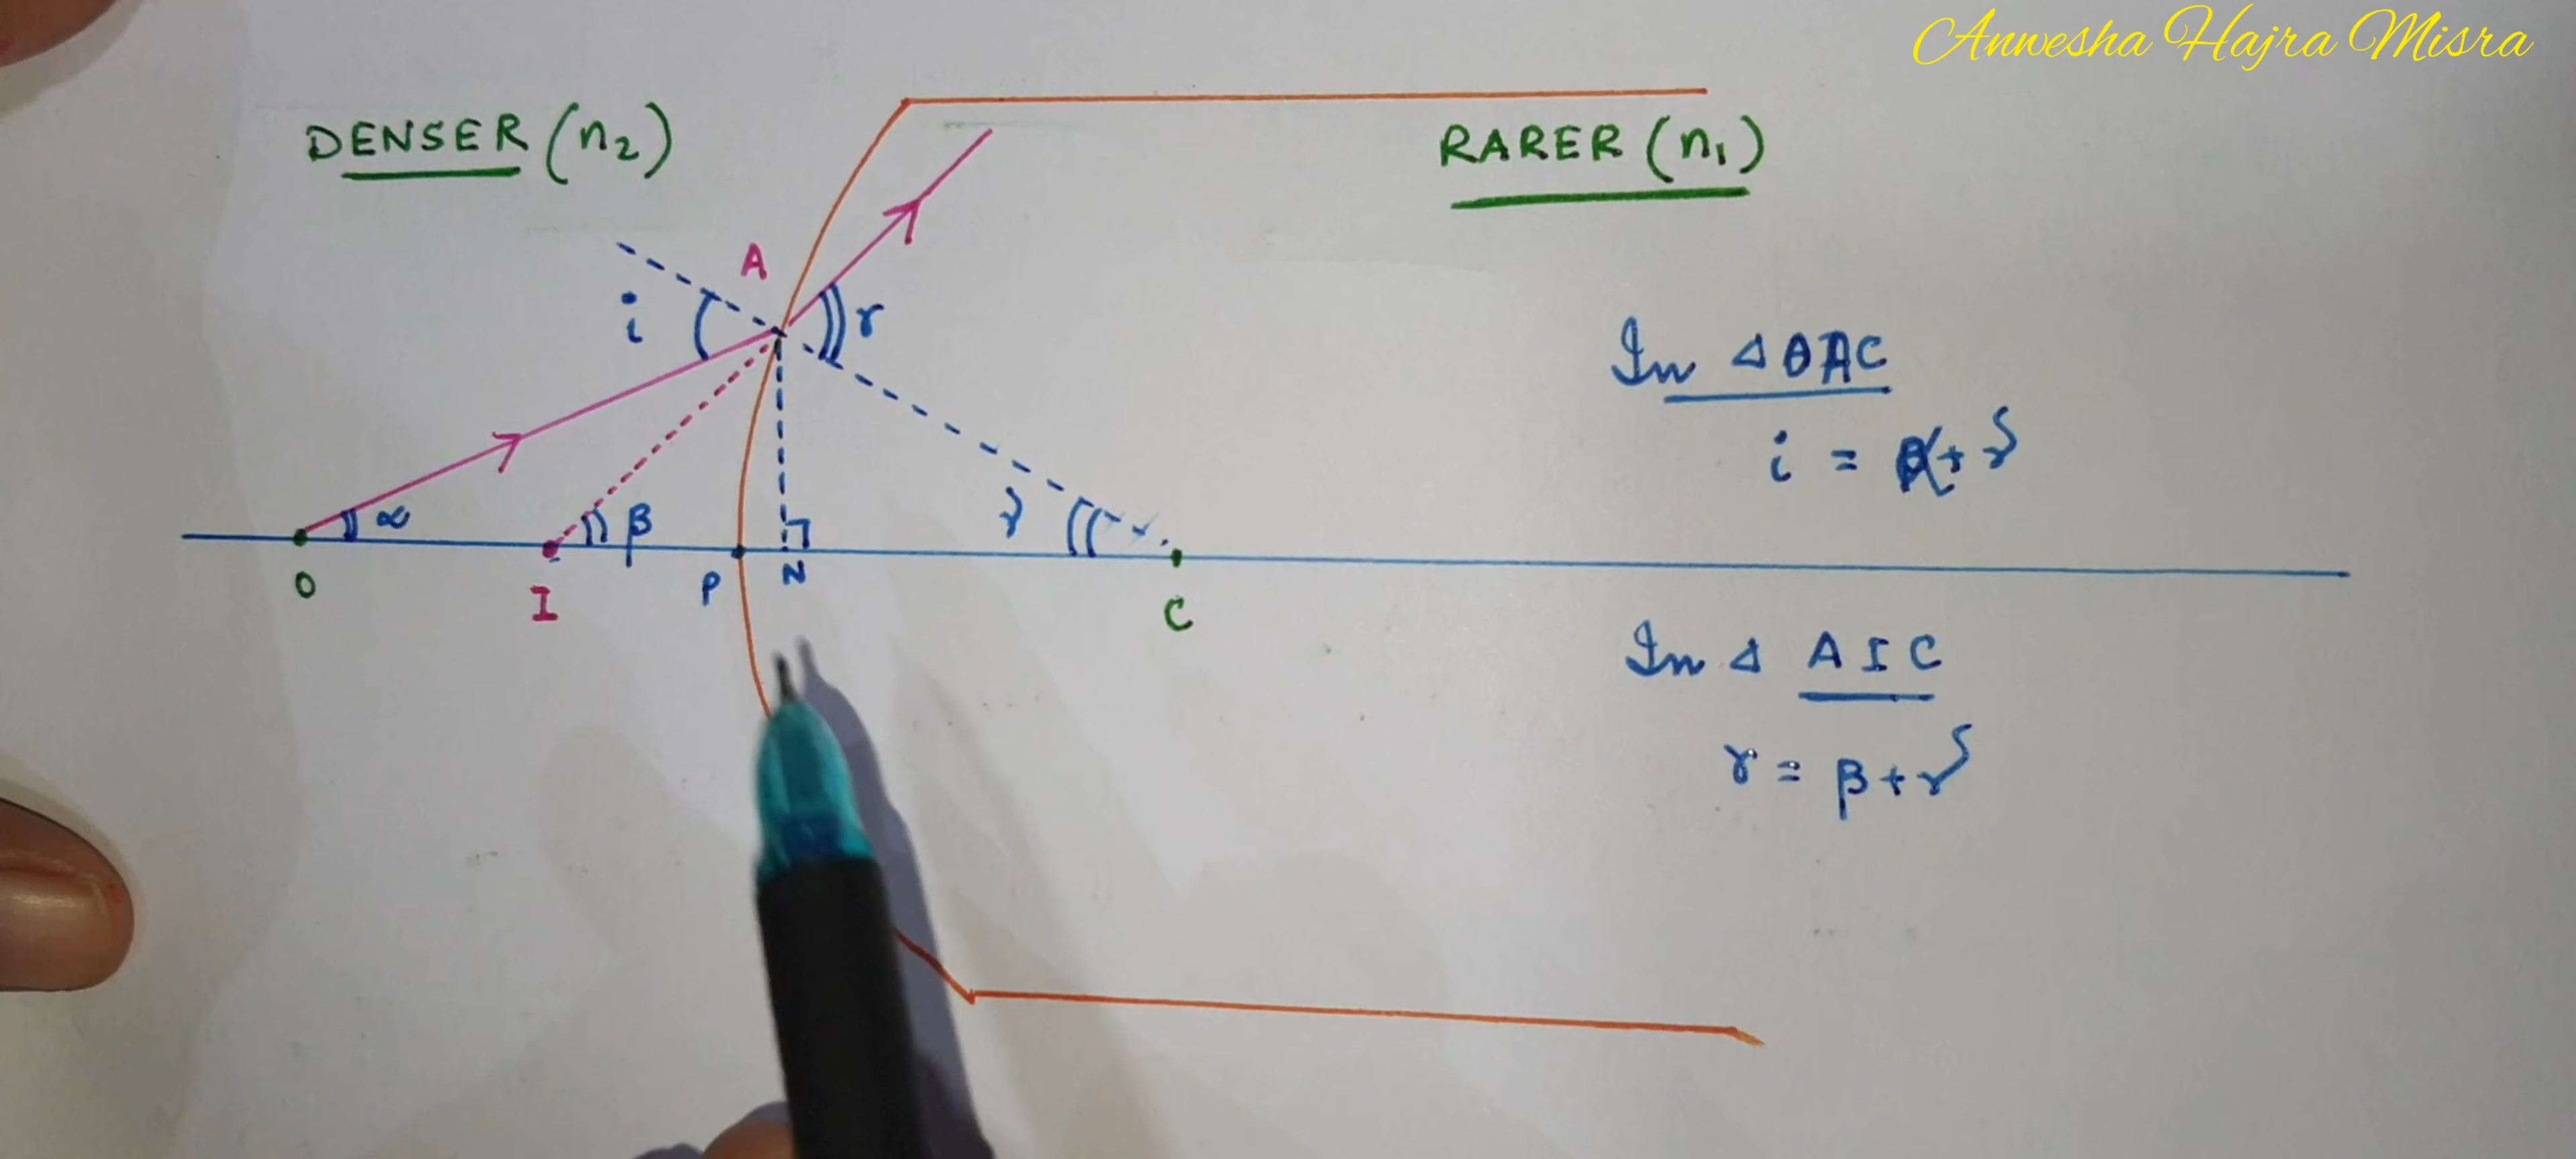 Anwesha Hajra Misra
DENSER (n₂)
RARER (n₁)
A
i
r
In △ OAC
i = α + γ
α
β
γ
O
I
P
N
C
In △ AIC
r = β + γ